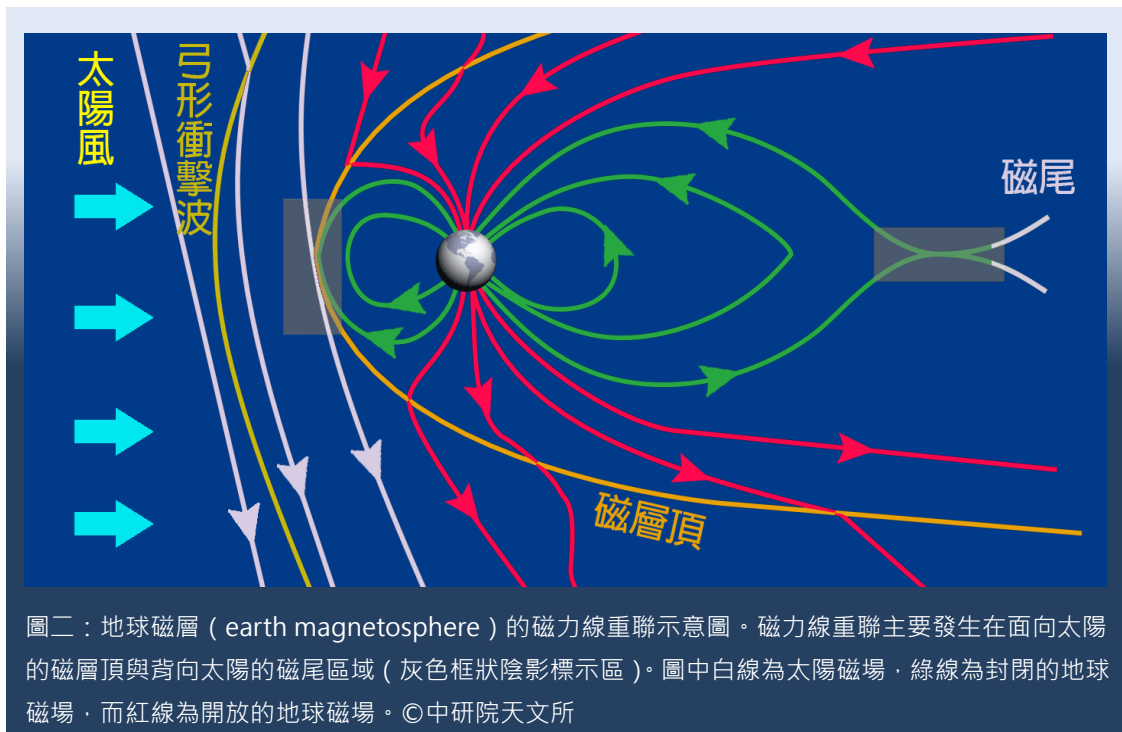 太陽風
弓形衝擊波
磁尾
磁層頂
圖二：地球磁層（earth magnetosphere）的磁力線重聯示意圖。磁力線重聯主要發生在面向太陽
的磁層頂與背向太陽的磁尾區域（灰色框狀陰影標示區）。圖中白線為太陽磁場，綠線為封閉的地球
磁場，而紅線為開放的地球磁場。©中研院天文所